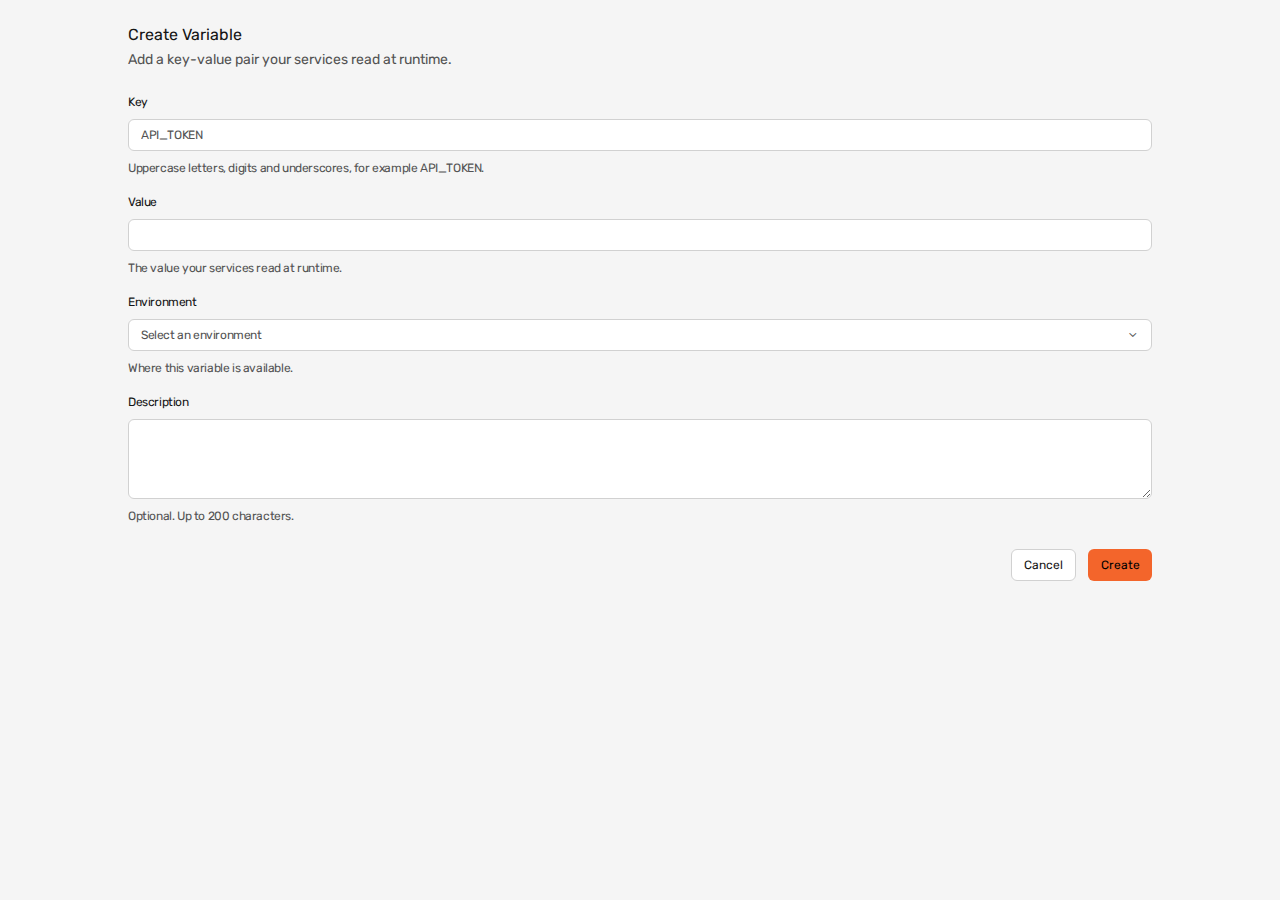 Create Variable
Add a key-value pair your services read at runtime.
Key
API_TOKEN
Uppercase letters, digits and underscores, for example API_TOKEN.
Value
The value your services read at runtime.
Environment
Select an environment
Where this variable is available.
Description
Optional. Up to 200 characters.
Cancel Create